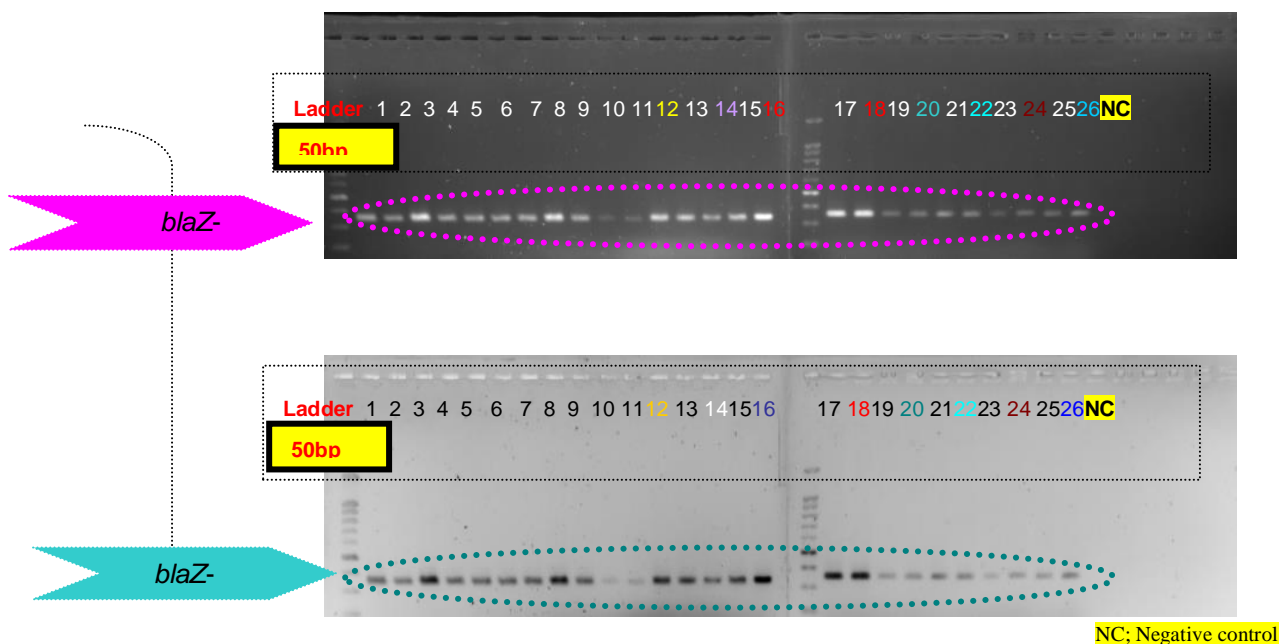 Ladder 1 2 3 4 5 6 7 8 9 10 11 12 13 14 15 16 17 18 19 20 21 22 23 24 25 26 NC
50bp
blaZ-
Ladder 1 2 3 4 5 6 7 8 9 10 11 12 13 14 15 16 17 18 19 20 21 22 23 24 25 26 NC
50bp
blaZ-
NC; Negative control